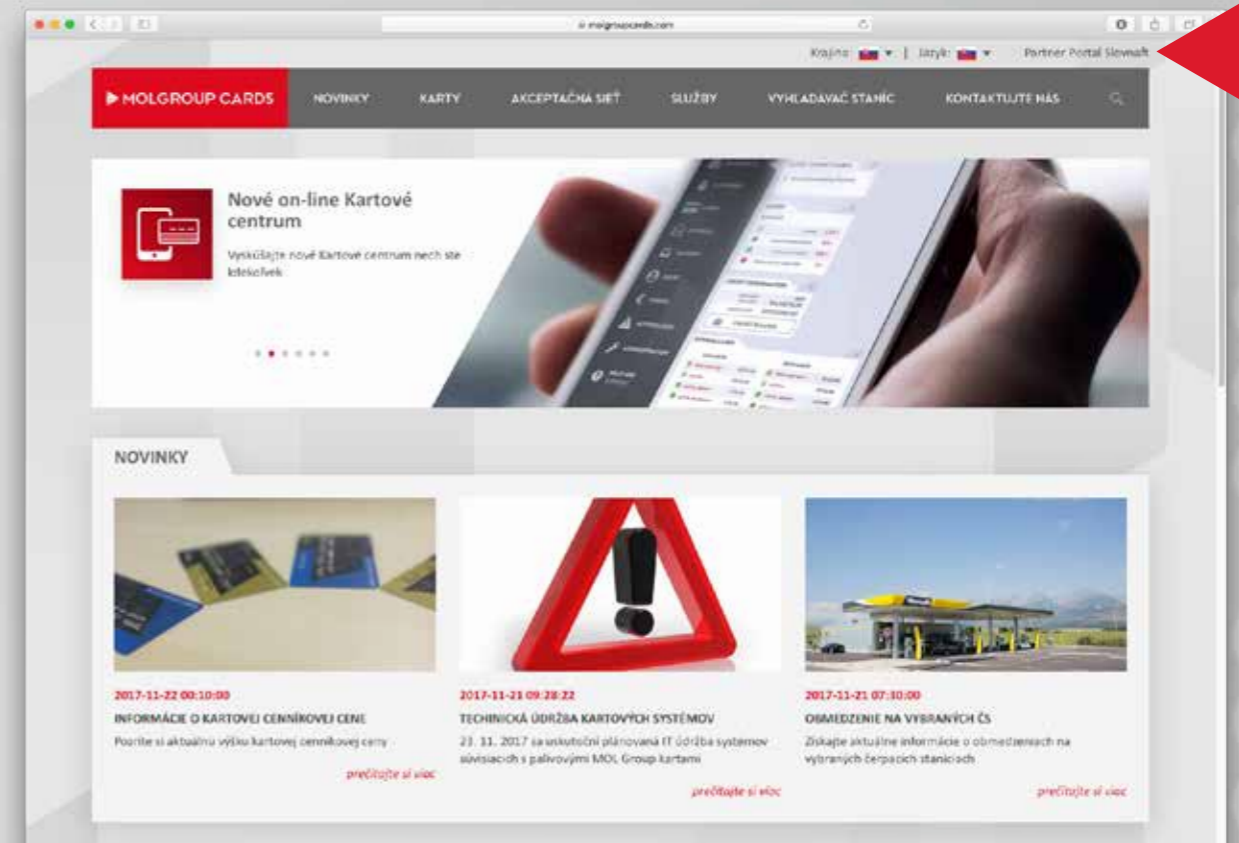 molgroupcards.com
Krajina: | Jazyk: Partner Portal Slovnaft
MOLGROUP CARDS NOVINKY KARTY AKCEPTAČNÁ SIEŤ SLUŽBY VYHĽADÁVAČ STANÍC KONTAKTUJTE NÁS
Nové on-line Kartové
centrum
Vyskúšajte nové Kartové centrum nech ste
kdekoľvek
NOVINKY
2017-11-22 00:10:00
INFORMÁCIE O KARTOVEJ CENNÍKOVEJ CENE
Pozrite si aktuálnu výšku kartovej cenníkovej ceny
prečítajte si viac
2017-11-21 09:28:22
TECHINICKÁ ÚDRŽBA KARTOVÝCH SYSTÉMOV
23. 11. 2017 sa uskutoční plánovaná IT údržba systémov
súvisiacich s palivovými MOL Group kartami
prečítajte si viac
2017-11-21 07:30:00
OBMEDZENIE NA VYBRANÝCH ČS
Získajte aktuálne informácie o obmedzeniach na
vybraných čerpacích staniciach
prečítajte si viac